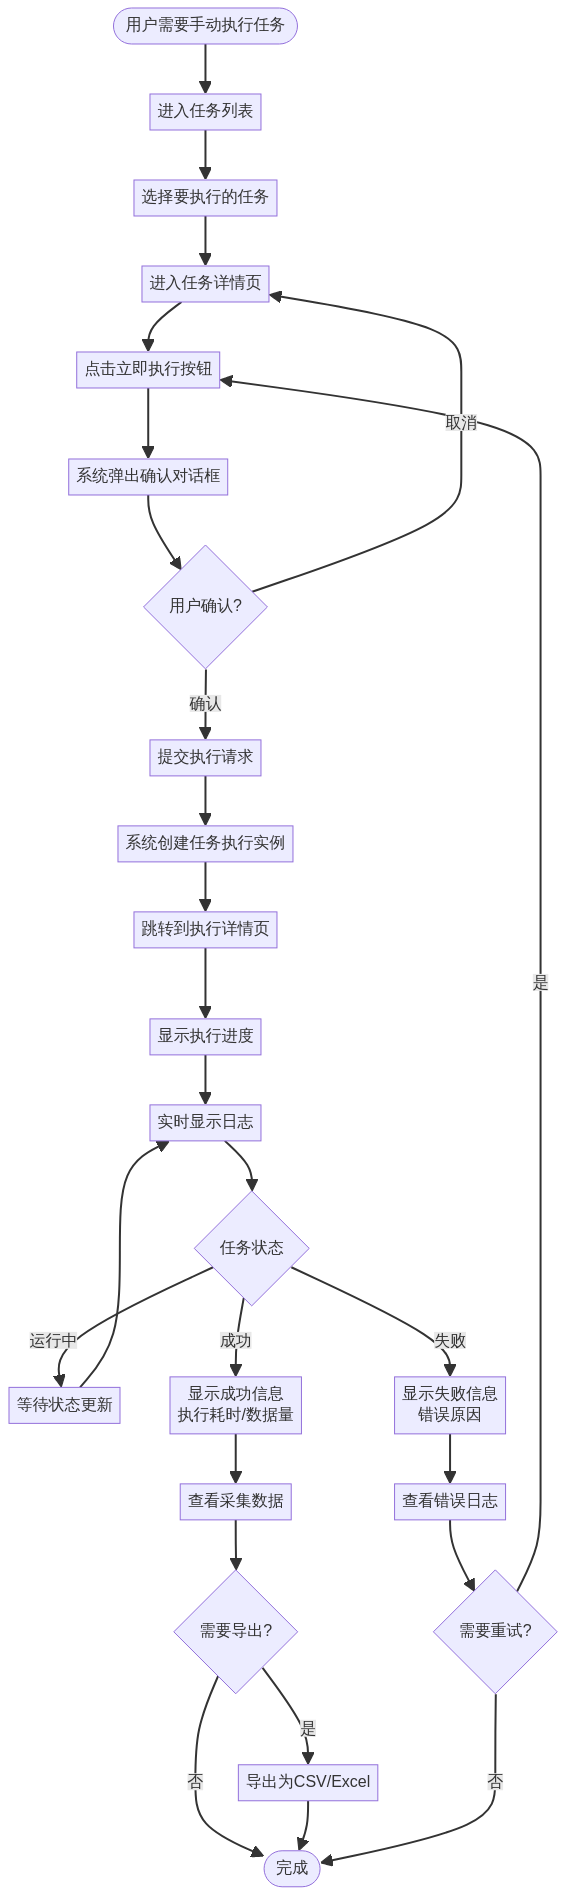 用户需要手动执行任务
进入任务列表
选择要执行的任务
进入任务详情页
点击立即执行按钮
取消
系统弹出确认对话框
用户确认?
确认
提交执行请求
系统创建任务执行实例
跳转到执行详情页
是
显示执行进度
实时显示日志
任务状态
运行中
成功
失败
等待状态更新
显示成功信息
执行耗时/数据量
显示失败信息
错误原因
查看采集数据
查看错误日志
需要导出?
需要重试?
是
否
否
导出为CSV/Excel
完成